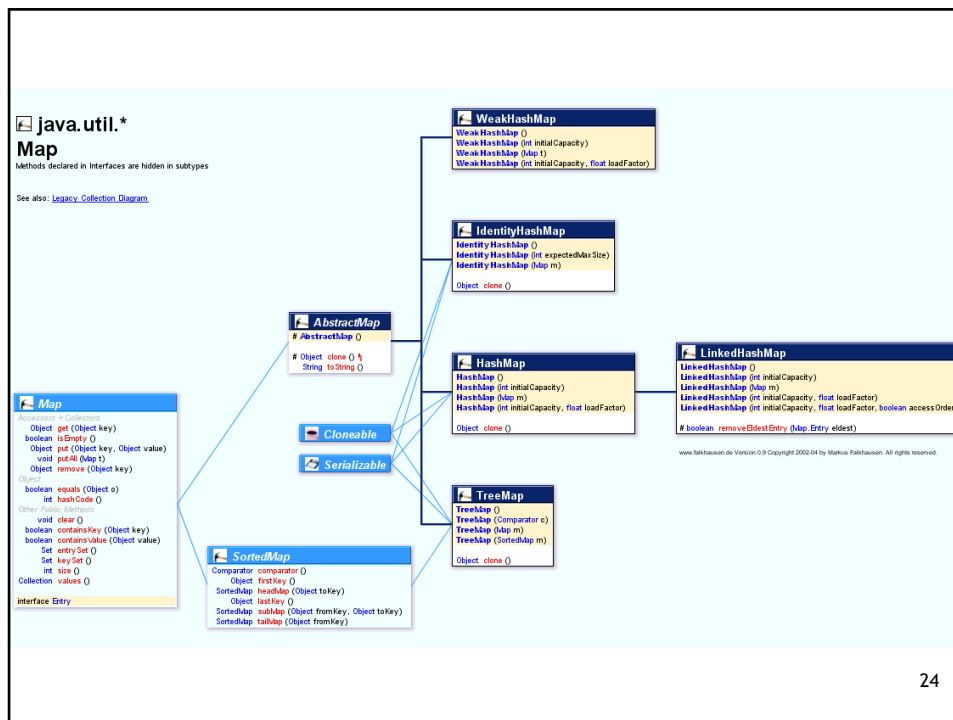 java.util.*
Map
Methods declared in Interfaces are hidden in subtypes
See also: Legacy Collection Diagram
WeakHashMap
WeakHashMap ()
WeakHashMap (int initialCapacity)
WeakHashMap (Map t)
WeakHashMap (int initialCapacity, float loadFactor)
IdentityHashMap
IdentityHashMap ()
IdentityHashMap (int expectedMaxSize)
IdentityHashMap (Map m)
Object clone ()
AbstractMap
# AbstractMap ()
# Object clone ()
String toString ()
HashMap
HashMap ()
HashMap (int initialCapacity)
HashMap (Map m)
HashMap (int initialCapacity, float loadFactor)
Object clone ()
LinkedHashMap
LinkedHashMap ()
LinkedHashMap (int initialCapacity)
LinkedHashMap (Map m)
LinkedHashMap (int initialCapacity, float loadFactor)
LinkedHashMap (int initialCapacity, float loadFactor, boolean accessOrder
# boolean removeEldestEntry (Map.Entry eldest)
www.falkhausen.de Version 0.9 Copyright 2002-04 by Markus Falkhausen. All rights reserved.
Map
Accessors + Collectors
Object get (Object key)
boolean isEmpty ()
Object put (Object key, Object value)
void putAll (Map t)
Object remove (Object key)
Object
boolean equals (Object o)
int hashCode ()
Other Public Methods
void clear ()
boolean containsKey (Object key)
boolean containsValue (Object value)
Set entrySet ()
Set keySet ()
int size ()
Collection values ()
interface Entry
Cloneable
Serializable
TreeMap
TreeMap ()
TreeMap (Comparator c)
TreeMap (Map m)
TreeMap (SortedMap m)
Object clone ()
SortedMap
Comparator comparator ()
Object firstKey ()
SortedMap headMap (Object toKey)
Object lastKey ()
SortedMap subMap (Object fromKey, Object toKey)
SortedMap tailMap (Object fromKey)
24